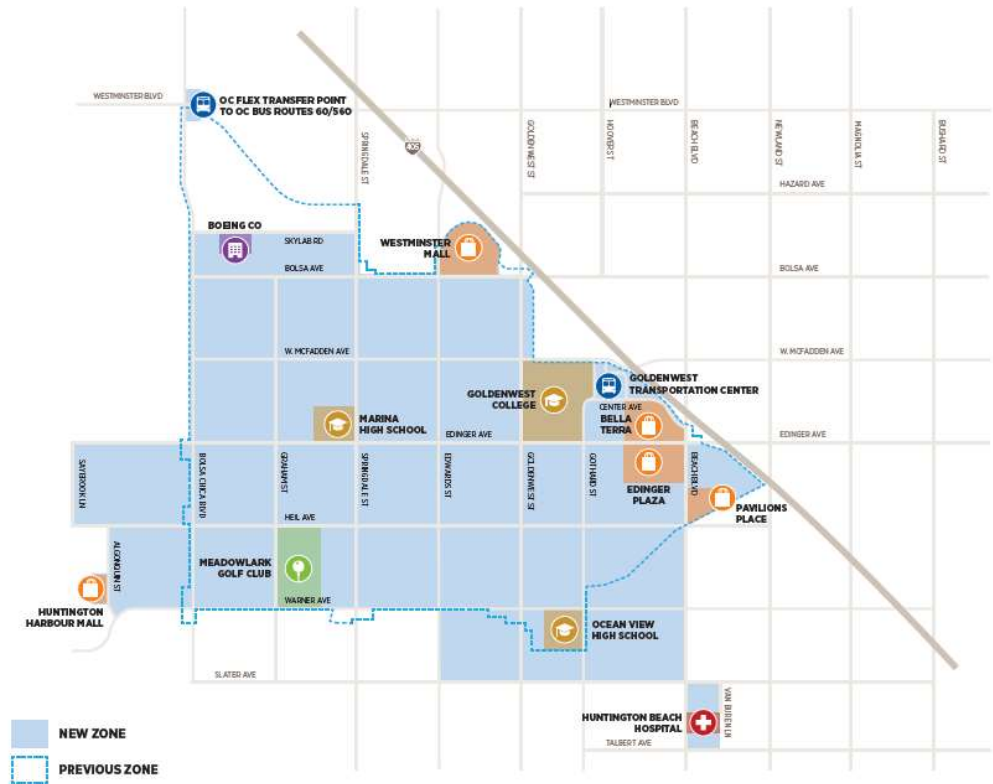 WESTMINSTER BLVD
OC FLEX TRANSFER POINT
TO OC BUS ROUTES 60/560
WESTMINSTER BLVD
SPRINGDALE ST
405
GOLDENWEST ST
HOOVER ST
BEACH BLVD
NEWLAND ST
MAGNOLIA ST
BUSHARD ST
HAZARD AVE
BOEING CO
SKYLAB RD
WESTMINSTER
MALL
BOLSA AVE
BOLSA AVE
W. MCFADDEN AVE
W. MCFADDEN AVE
GOLDENWEST
TRANSPORTATION CENTER
GOLDENWEST
COLLEGE
CENTER AVE
BELLA
TERRA
MARINA
HIGH SCHOOL
EDINGER AVE
EDINGER AVE
SAYBROOK LN
BOLSA CHICA BLVD
GRAHAM ST
SPRINGDALE ST
EDWARDS ST
GOLDENWEST ST
GOTHARD ST
BEACH BLVD
EDINGER
PLAZA
PAVILIONS
PLACE
HEIL AVE
ALGONQUIN ST
MEADOWLARK
GOLF CLUB
WARNER AVE
HUNTINGTON
HARBOUR MALL
OCEAN VIEW
HIGH SCHOOL
SLATER AVE
VAN BUREN LN
HUNTINGTON BEACH
HOSPITAL
TALBERT AVE
NEW ZONE
PREVIOUS ZONE